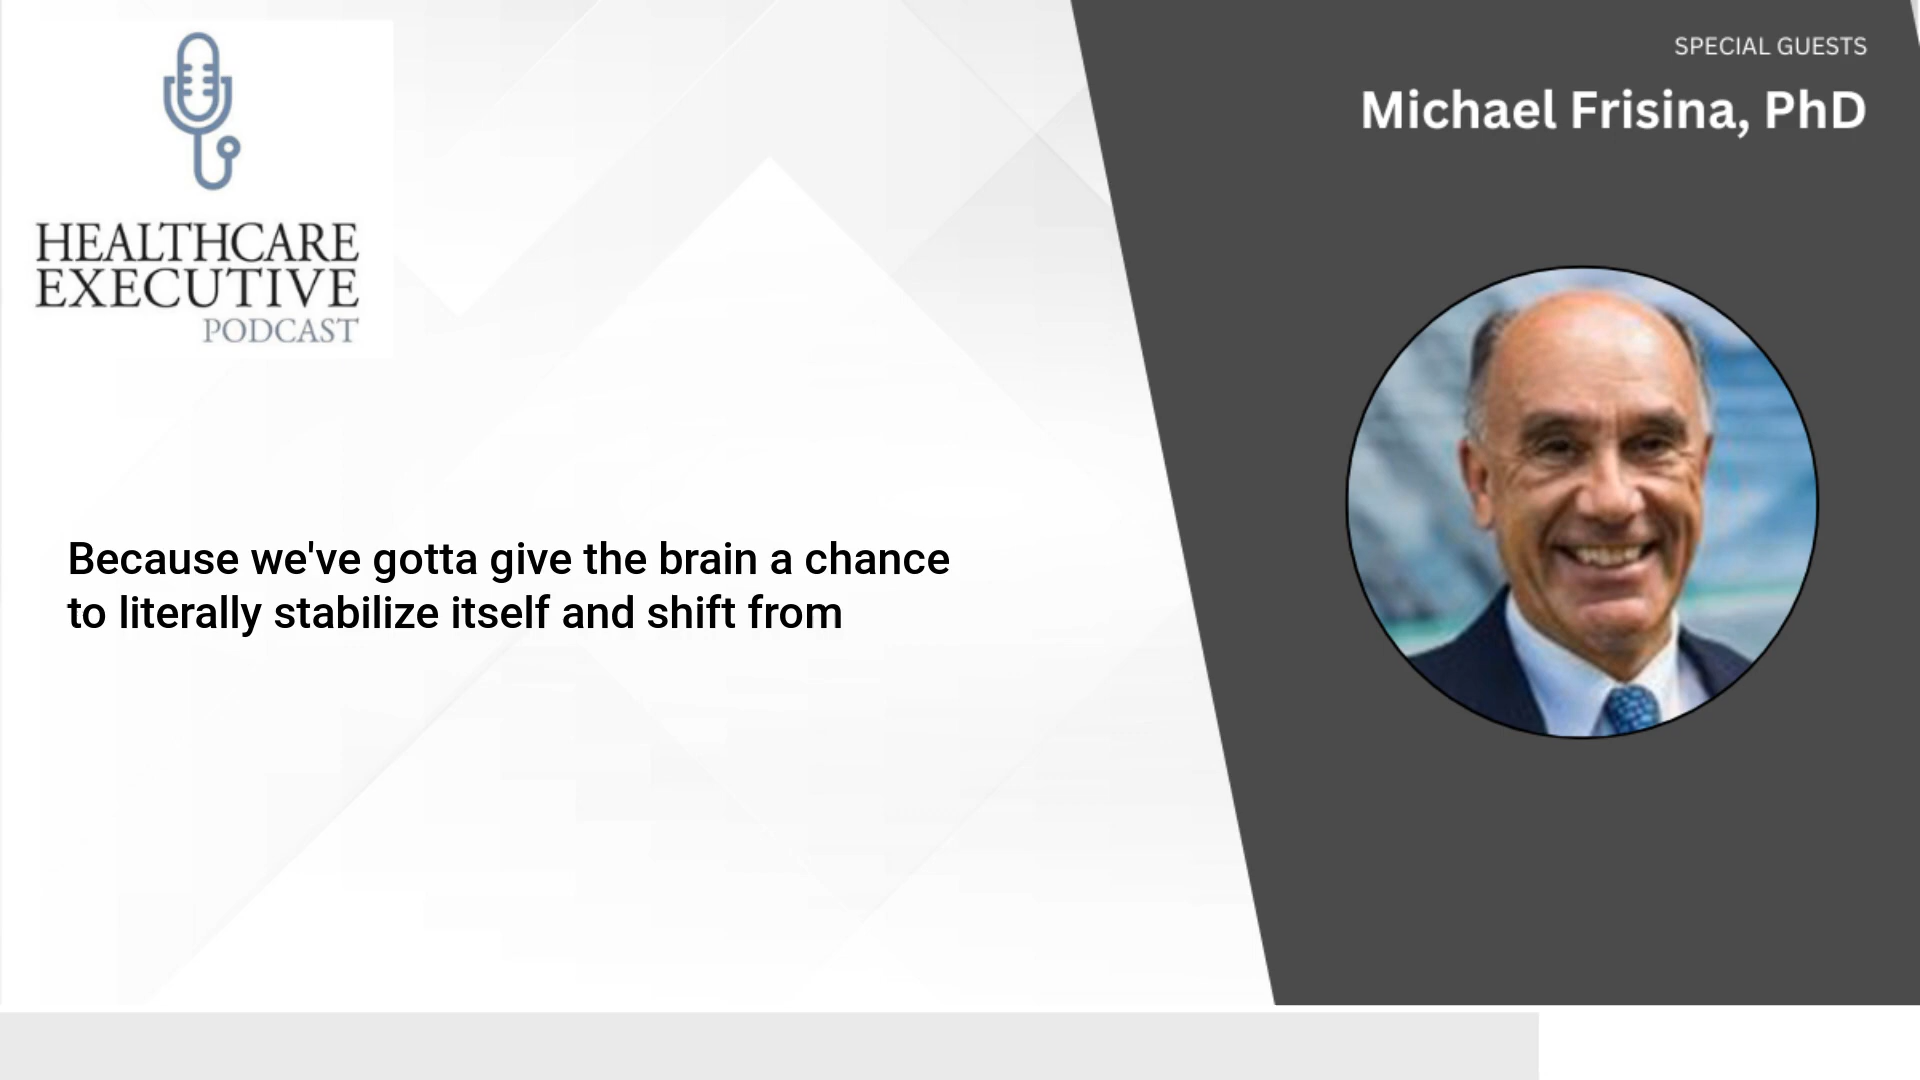 HEALTHCARE
EXECUTIVE
PODCAST
SPECIAL GUESTS
Michael Frisina, PhD
Because we've gotta give the brain a chance
to literally stabilize itself and shift from